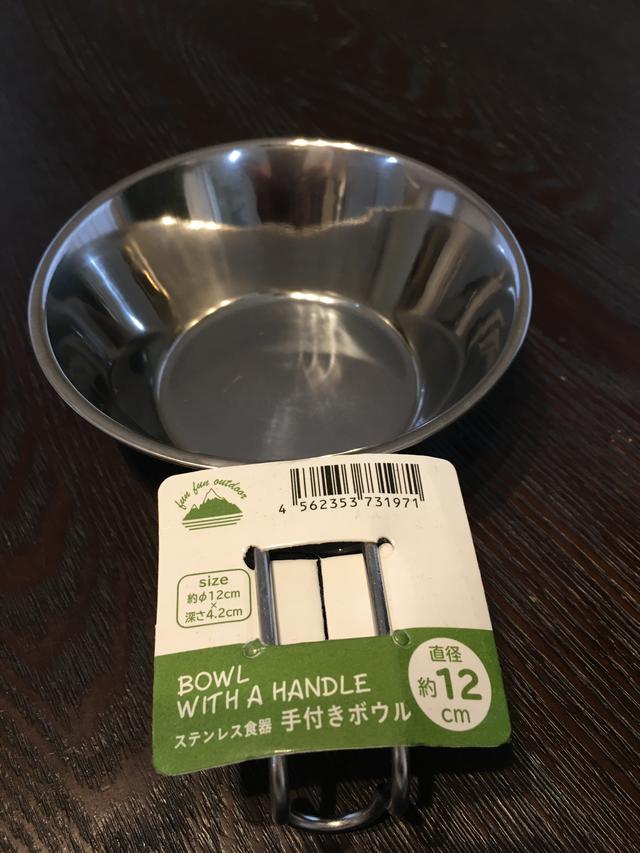 fun fun outdoor
4 562353 731971
size
約φ12cm
×
深さ4.2cm
BOWL
WITH A HANDLE
ステンレス食器 手付きボウル
直径
約12
cm